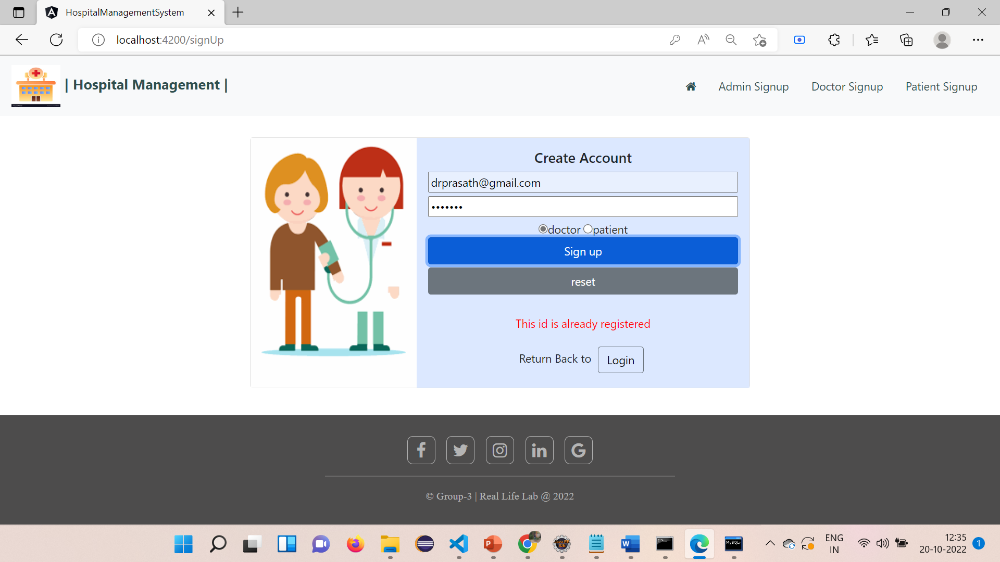 HospitalManagementSystem
localhost:4200/signUp
| Hospital Management |
Admin Signup
Doctor Signup
Patient Signup
Create Account
drprasath@gmail.com
•••••••
doctor patient
Sign up
reset
This id is already registered
Return Back to Login
© Group-3 | Real Life Lab @ 2022
ENG
IN
12:35
20-10-2022
1